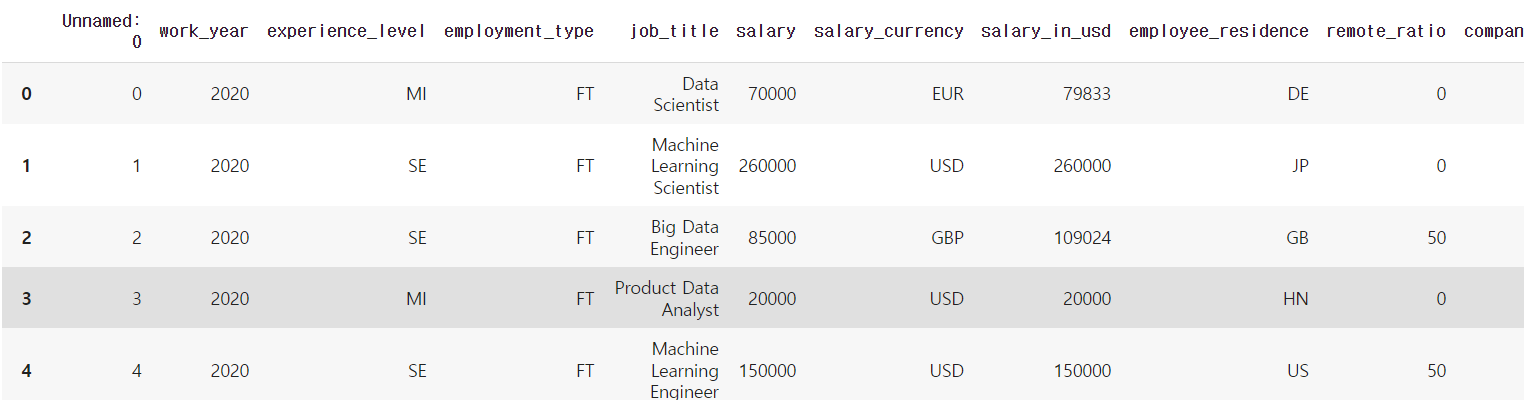 Unnamed: 0 work_year experience_level employment_type job_title salary salary_currency salary_in_usd employee_residence remote_ratio compan
0 0 2020 MI FT Data Scientist 70000 EUR 79833 DE 0
1 1 2020 SE FT Machine Learning Scientist 260000 USD 260000 JP 0
2 2 2020 SE FT Big Data Engineer 85000 GBP 109024 GB 50
3 3 2020 MI FT Product Data Analyst 20000 USD 20000 HN 0
4 4 2020 SE FT Machine Learning Engineer 150000 USD 150000 US 50